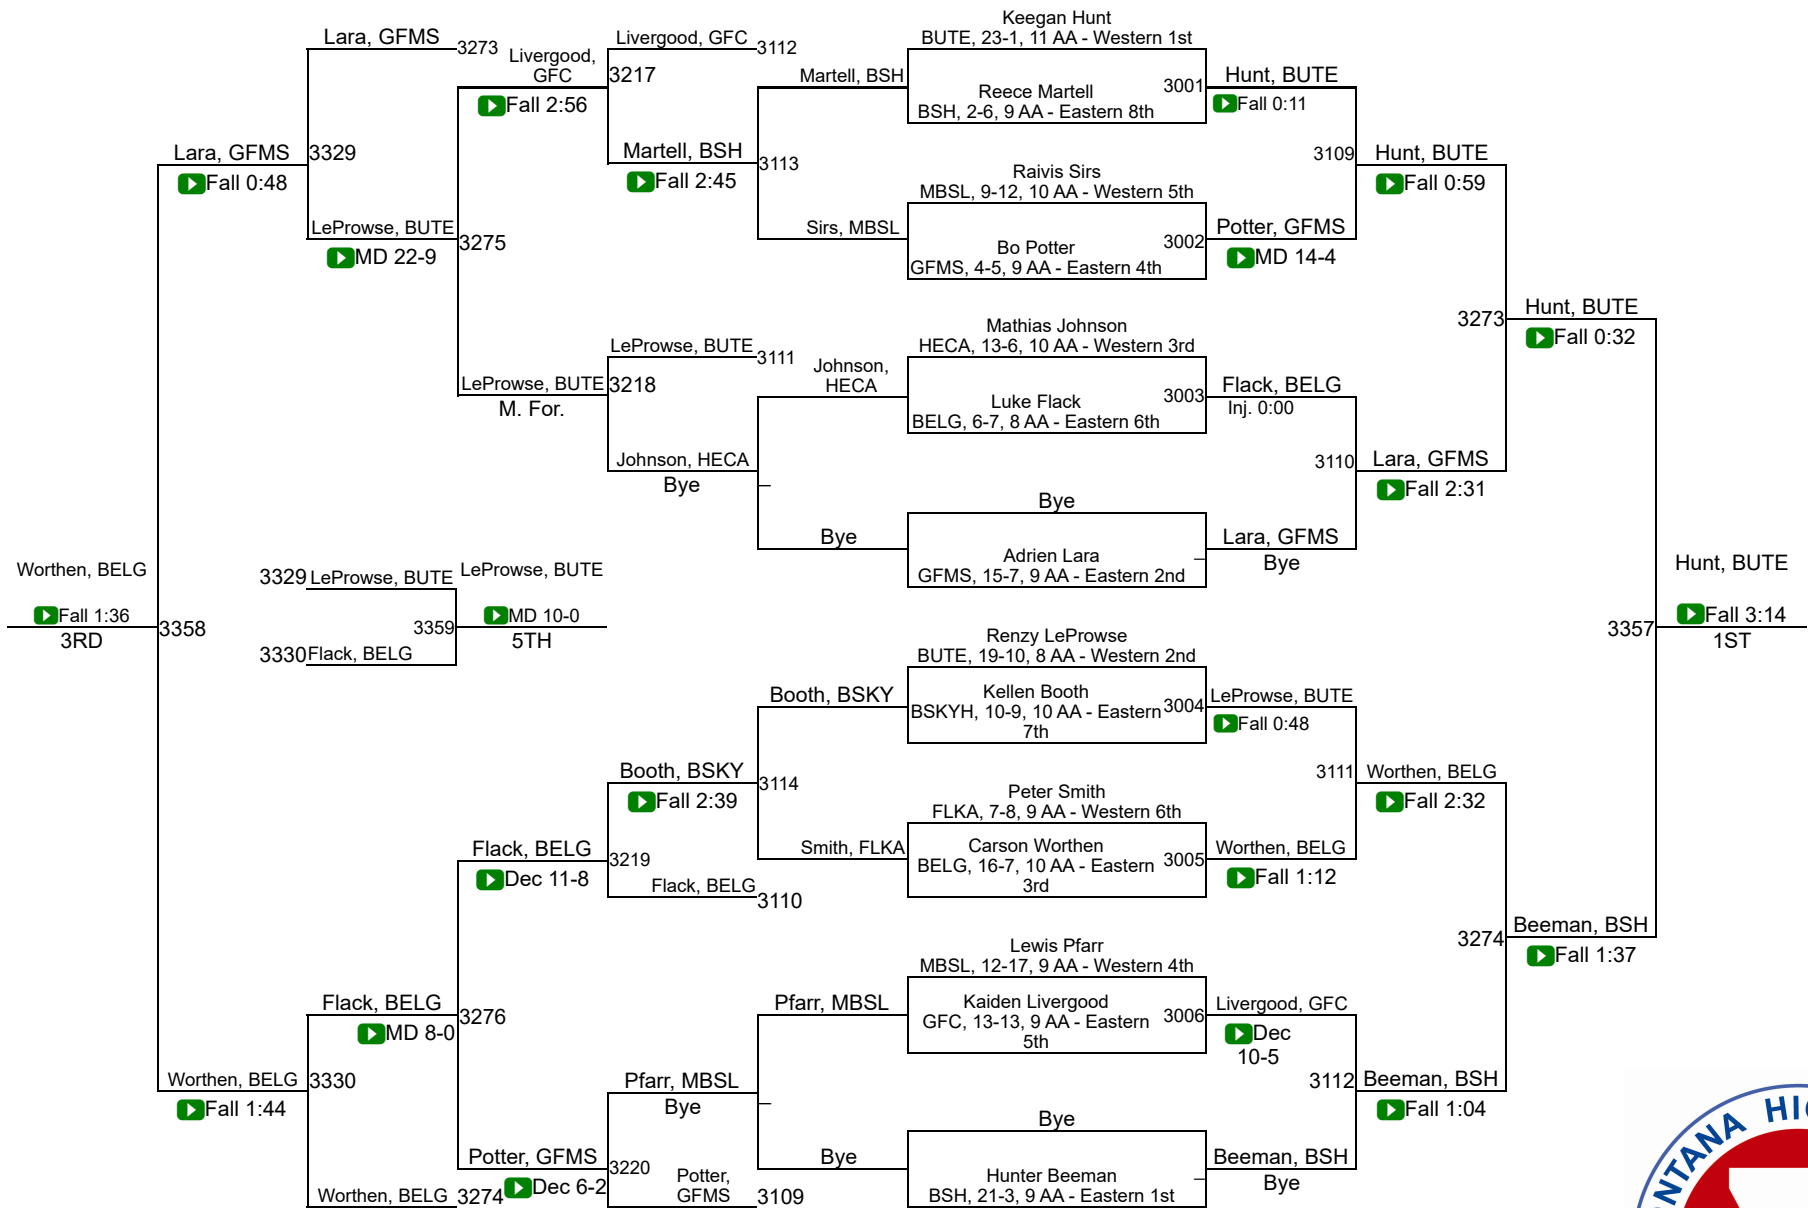 Keegan Hunt
Lara, GFMS
3273
Livergood, GFC
3112
BUTE, 23-1, 11 AA - Western 1st
Livergood,
GFC
3217
Martell, BSH
Reece Martell
BSH, 2-6, 9 AA - Eastern 8th
3001
Hunt, BUTE
Fall 0:11
Fall 2:56
Lara, GFMS
3329
Fall 0:48
Martell, BSH
3113
Fall 2:45
Raivis Sirs
MBSL, 9-12, 10 AA - Western 5th
3109
Hunt, BUTE
Fall 0:59
LeProwse, BUTE
3275
MD 22-9
Sirs, MBSL
Bo Potter
GFMS, 4-5, 9 AA - Eastern 4th
3002
Potter, GFMS
MD 14-4
3273
Hunt, BUTE
Fall 0:32
Mathias Johnson
HECA, 13-6, 10 AA - Western 3rd
LeProwse, BUTE
3111
Johnson,
HECA
LeProwse, BUTE
3218
M. For.
Luke Flack
BELG, 6-7, 8 AA - Eastern 6th
3003
Flack, BELG
Inj. 0:00
Johnson, HECA
Bye
3110
Lara, GFMS
Fall 2:31
Bye
Bye
Adrien Lara
GFMS, 15-7, 9 AA - Eastern 2nd
Lara, GFMS
Bye
Worthen, BELG
Fall 1:36
3RD
3358
3329
LeProwse, BUTE
3359
3330
Flack, BELG
LeProwse, BUTE
MD 10-0
5TH
3357
Hunt, BUTE
Fall 3:14
1ST
Renzy LeProwse
BUTE, 19-10, 8 AA - Western 2nd
Booth, BSKY
Kellen Booth
BSKYH, 10-9, 10 AA - Eastern
7th
3004
LeProwse, BUTE
Fall 0:48
Booth, BSKY
3114
Fall 2:39
3111
Worthen, BELG
Fall 2:32
Peter Smith
FLKA, 7-8, 9 AA - Western 6th
Flack, BELG
3219
Dec 11-8
Smith, FLKA
Carson Worthen
BELG, 16-7, 10 AA - Eastern
3rd
3005
Worthen, BELG
Fall 1:12
Flack, BELG
3110
3274
Beeman, BSH
Fall 1:37
Lewis Pfarr
MBSL, 12-17, 9 AA - Western 4th
Flack, BELG
3276
MD 8-0
Pfarr, MBSL
Kaiden Livergood
GFC, 13-13, 9 AA - Eastern
5th
3006
Livergood, GFC
Dec
10-5
Worthen, BELG
3330
Fall 1:44
Pfarr, MBSL
Bye
3112
Beeman, BSH
Fall 1:04
Bye
Potter, GFMS
3220
Dec 6-2
Bye
Hunter Beeman
BSH, 21-3, 9 AA - Eastern 1st
Beeman, BSH
Bye
Worthen, BELG
3274
Potter,
GFMS
3109
NTANA HI